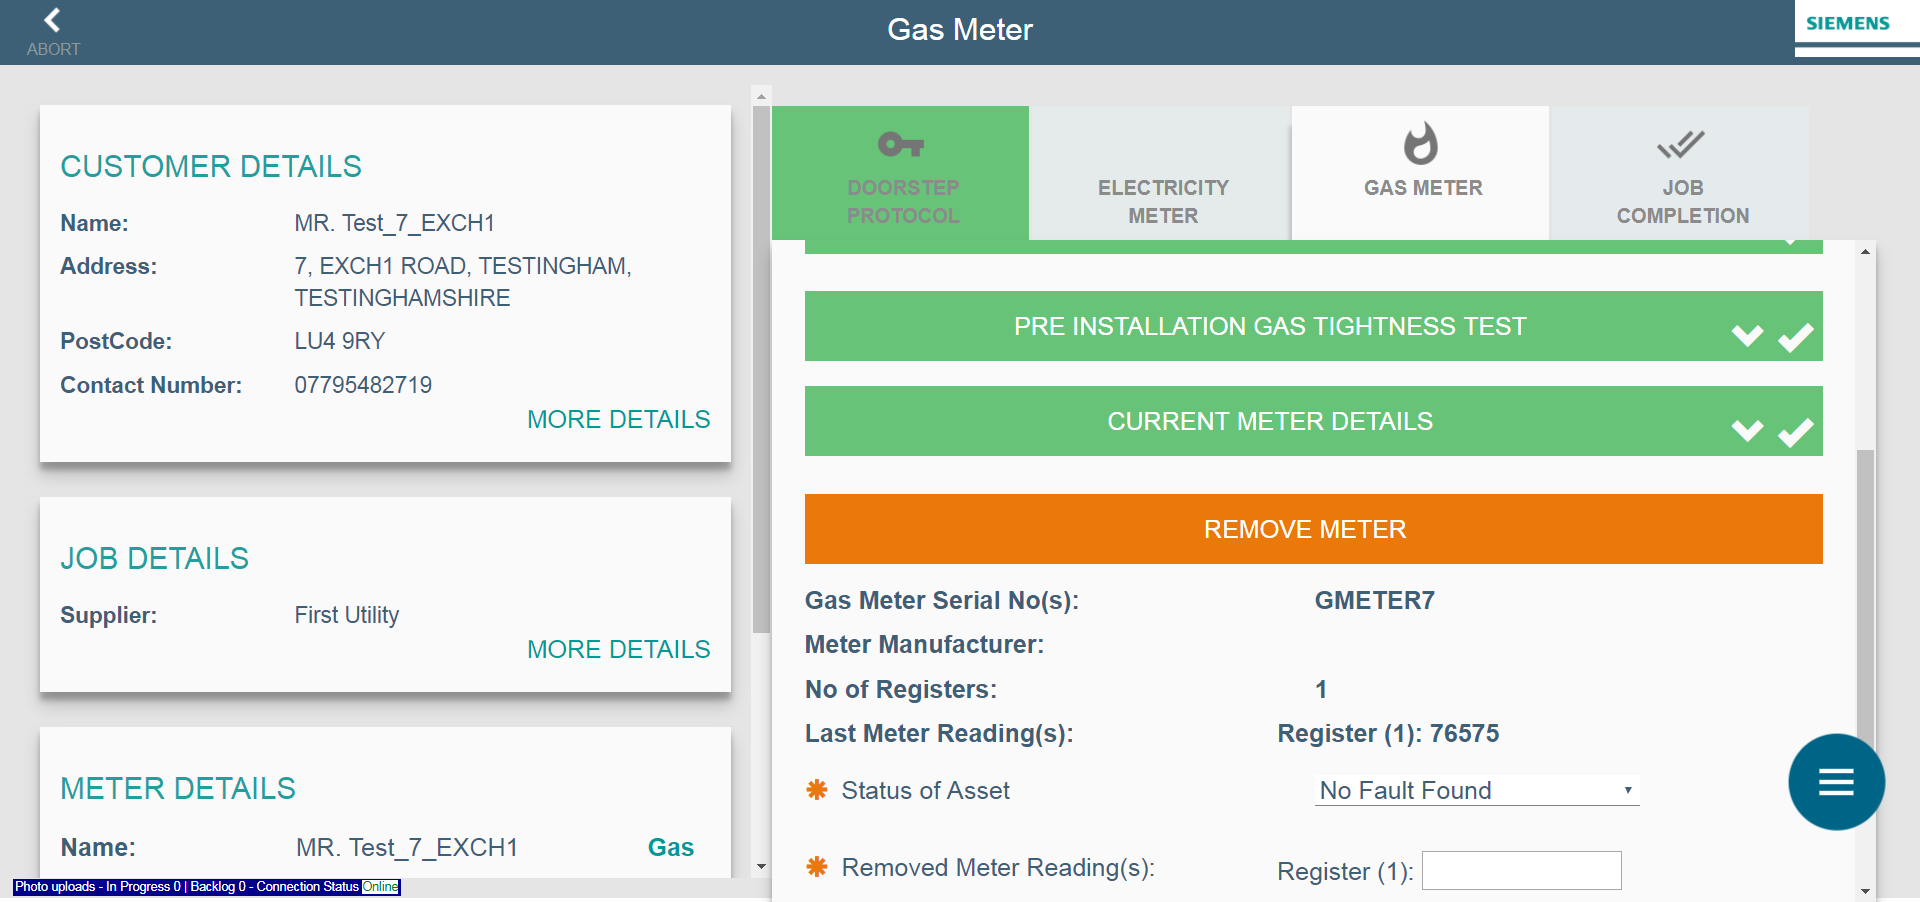 ABORT
Gas Meter
SIEMENS
CUSTOMER DETAILS
Name: MR. Test_7_EXCH1
Address: 7, EXCH1 ROAD, TESTINGHAM,
TESTINGHAMSHIRE
PostCode: LU4 9RY
Contact Number: 07795482719
MORE DETAILS
JOB DETAILS
Supplier: First Utility
MORE DETAILS
METER DETAILS
Name: MR. Test_7_EXCH1 Gas
Photo uploads - In Progress 0 | Backlog 0 - Connection Status Online
DOORSTEP
PROTOCOL
ELECTRICITY
METER
GAS METER
JOB
COMPLETION
PRE INSTALLATION GAS TIGHTNESS TEST
CURRENT METER DETAILS
REMOVE METER
Gas Meter Serial No(s): GMETER7
Meter Manufacturer:
No of Registers: 1
Last Meter Reading(s): Register (1): 76575
✱ Status of Asset No Fault Found
✱ Removed Meter Reading(s): Register (1):